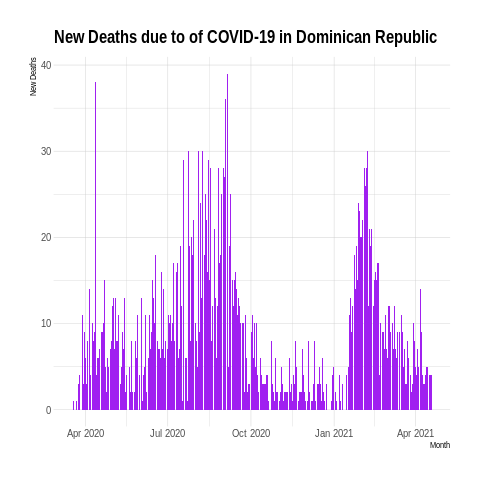 New Deaths due to of COVID-19 in Dominican Republic
New Deaths
40
30
20
10
0
Apr 2020 Jul 2020 Oct 2020 Jan 2021 Apr 2021
Month